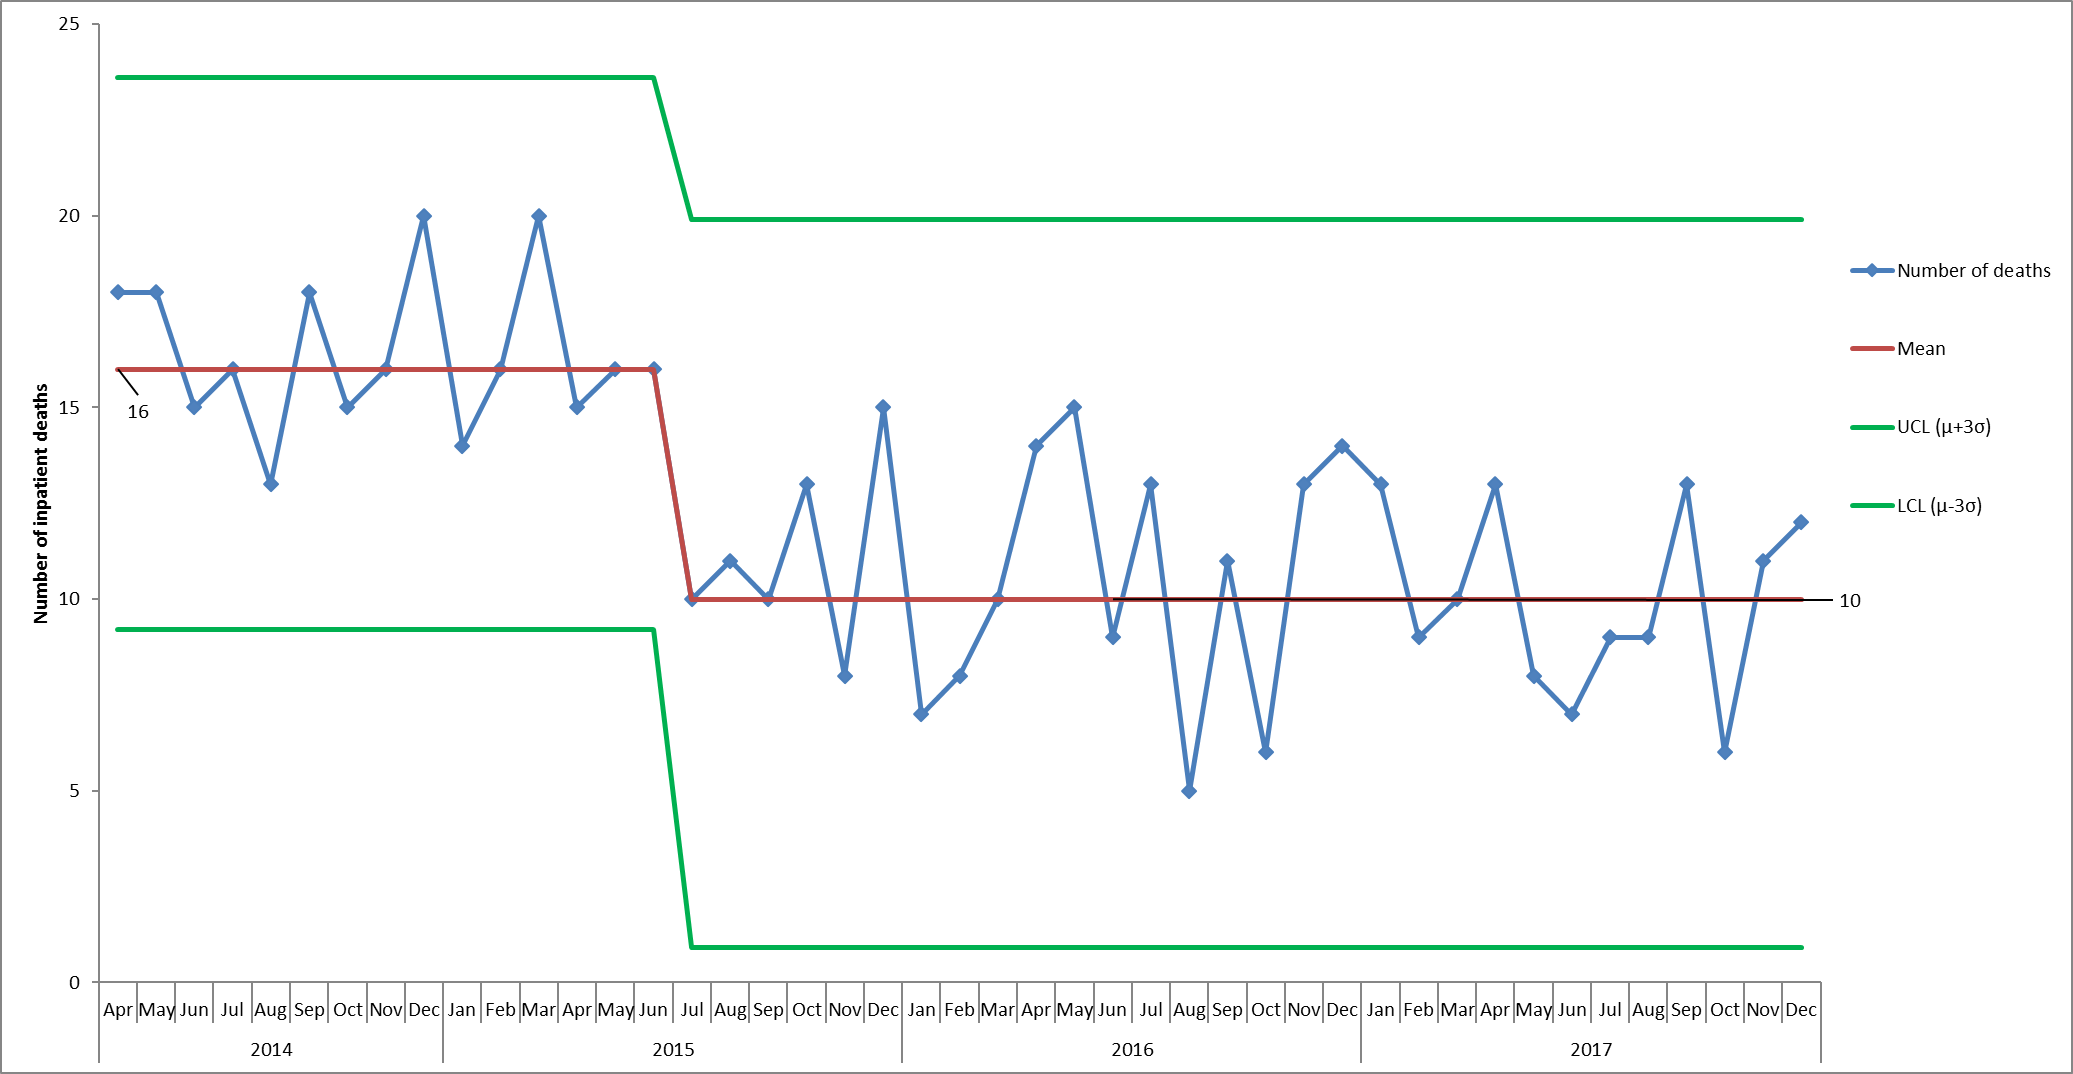 25
20
15
10
5
0
Number of inpatient deaths
16
10
Number of deaths
Mean
UCL (μ+3σ)
LCL (μ-3σ)
Apr May Jun Jul Aug Sep Oct Nov Dec Jan Feb Mar Apr May Jun Jul Aug Sep Oct Nov Dec Jan Feb Mar Apr May Jun Jul Aug Sep Oct Nov Dec Jan Feb Mar Apr May Jun Jul Aug Sep Oct Nov Dec
2014 2015 2016 2017